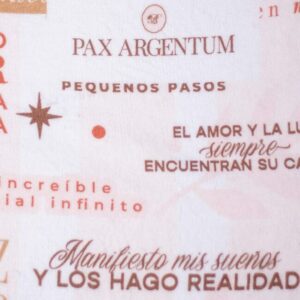 en
PAX ARGENTUM
PEQUENOS PASOS
EL AMOR Y LA LU
siempre
ENCUENTRAN SU CA
increíble
ial infinito
Manifiesto mis sueños
Y LOS HAGO REALIDAD